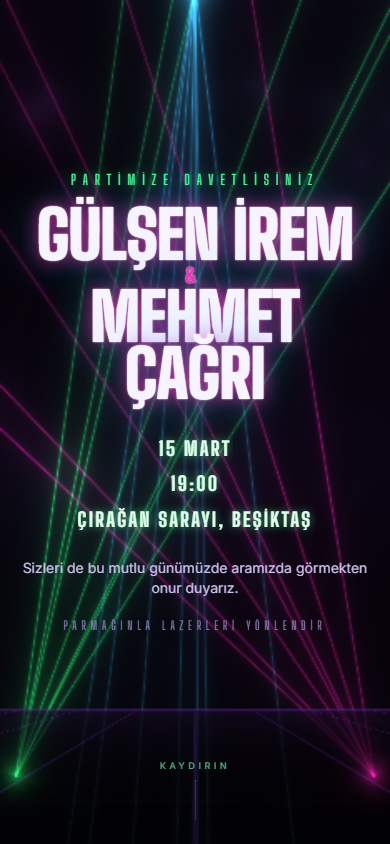 PARTİMİZE DAVETLİSİNİZ
GÜLŞEN İREM
&
MEHMET
ÇAĞRI
15 MART
19:00
ÇIRAĞAN SARAYI, BEŞİKTAŞ
Sizleri de bu mutlu günümüzde aramızda görmekten
onur duyarız.
PARMAĞINLA LAZERLERİ YÖNLENDİR
KAYDIRIN